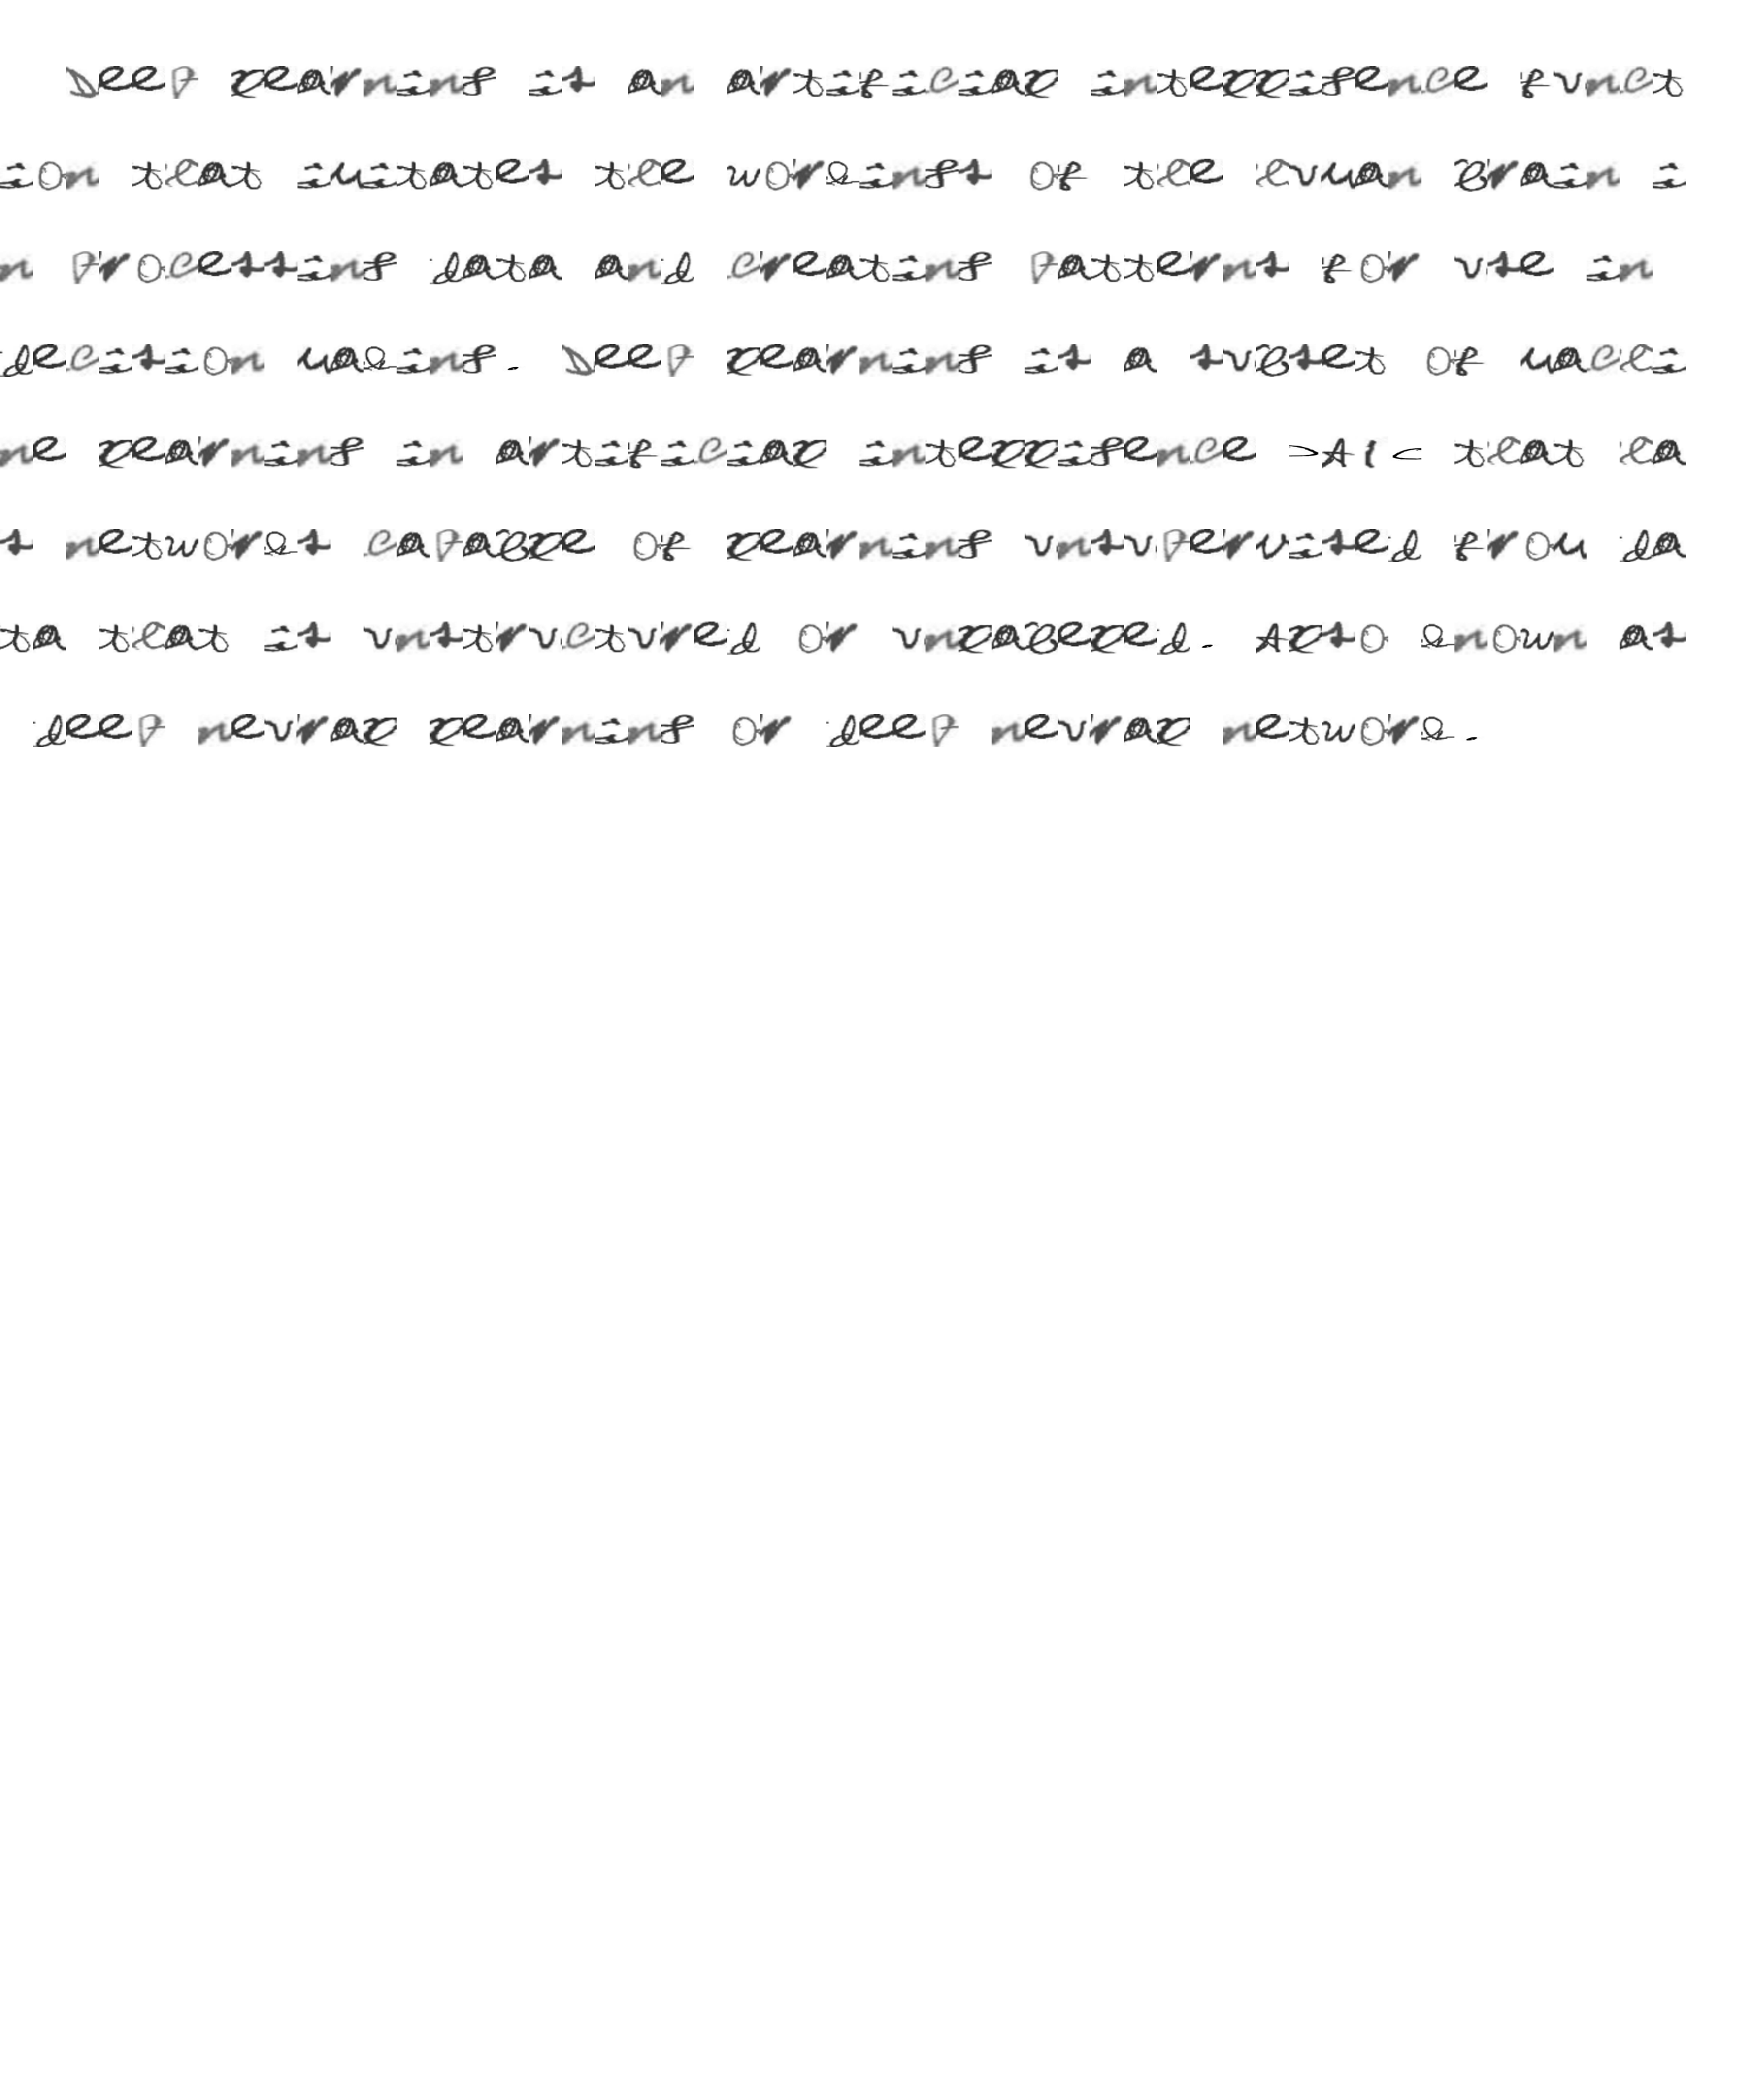 Deep learning is an artificial intelligence funct
ion that imitates the workings of the human brain i
n processing data and creating patterns for use in
decision making. Deep learning is a subset of machi
ne learning in artificial intelligence (AI) that ha
s networks capable of learning unsupervised from da
ta that is unstructured or unlabeled. Also known as
deep neural learning or deep neural network.